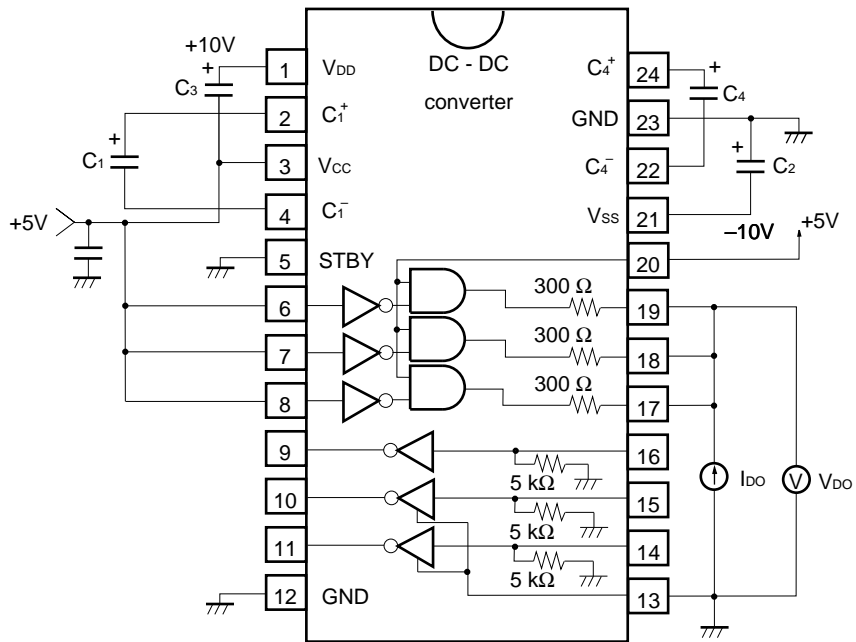 +10V
DC - DC
converter
1 VDD
C3
+
2 C1+
+
C1
3 VCC
4 C1−
+5V
5 STBY
6
7
8
9
10
11
12 GND
C4+ 24
+
C4
GND 23
+
C2
C4− 22
VSS 21
−10V
+5V
20
300 Ω
19
300 Ω
18
300 Ω
17
16
5 kΩ
15
5 kΩ
14
5 kΩ
13
IDO
V
VDO